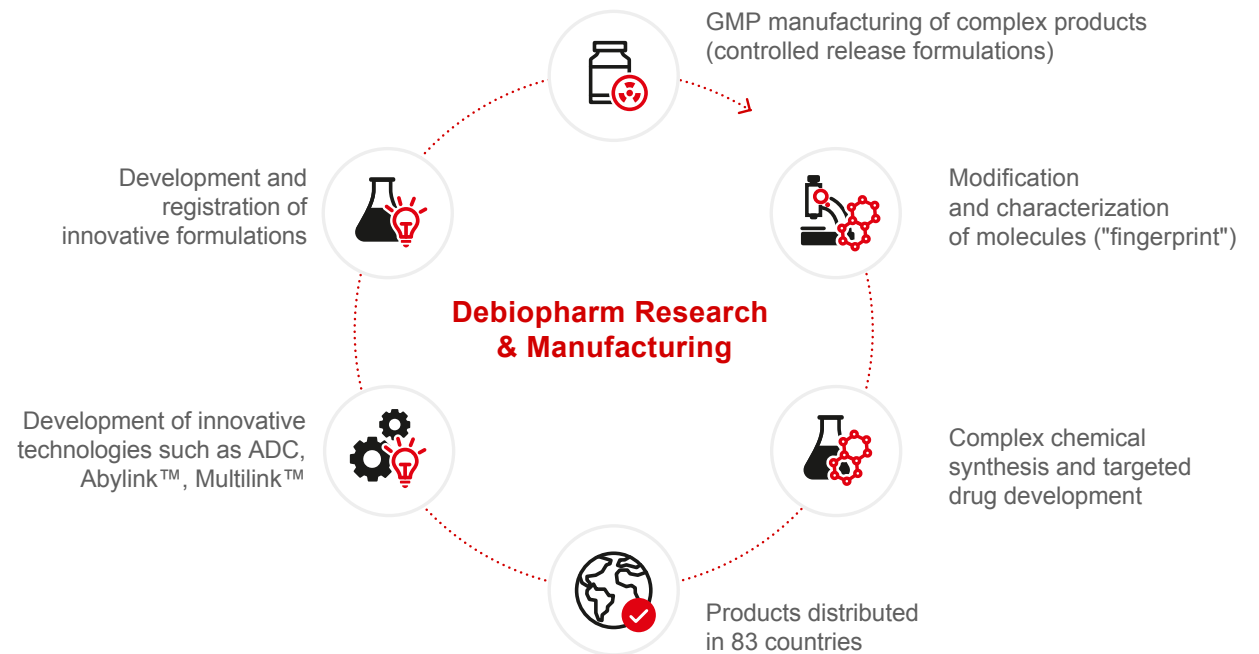 GMP manufacturing of complex products
(controlled release formulations)
Development and
registration of
innovative formulations
Modification
and characterization
of molecules ("fingerprint")
Debiopharm Research
& Manufacturing
Development of innovative
technologies such as ADC,
Abylink™, Multilink™
Complex chemical
synthesis and targeted
drug development
Products distributed
in 83 countries